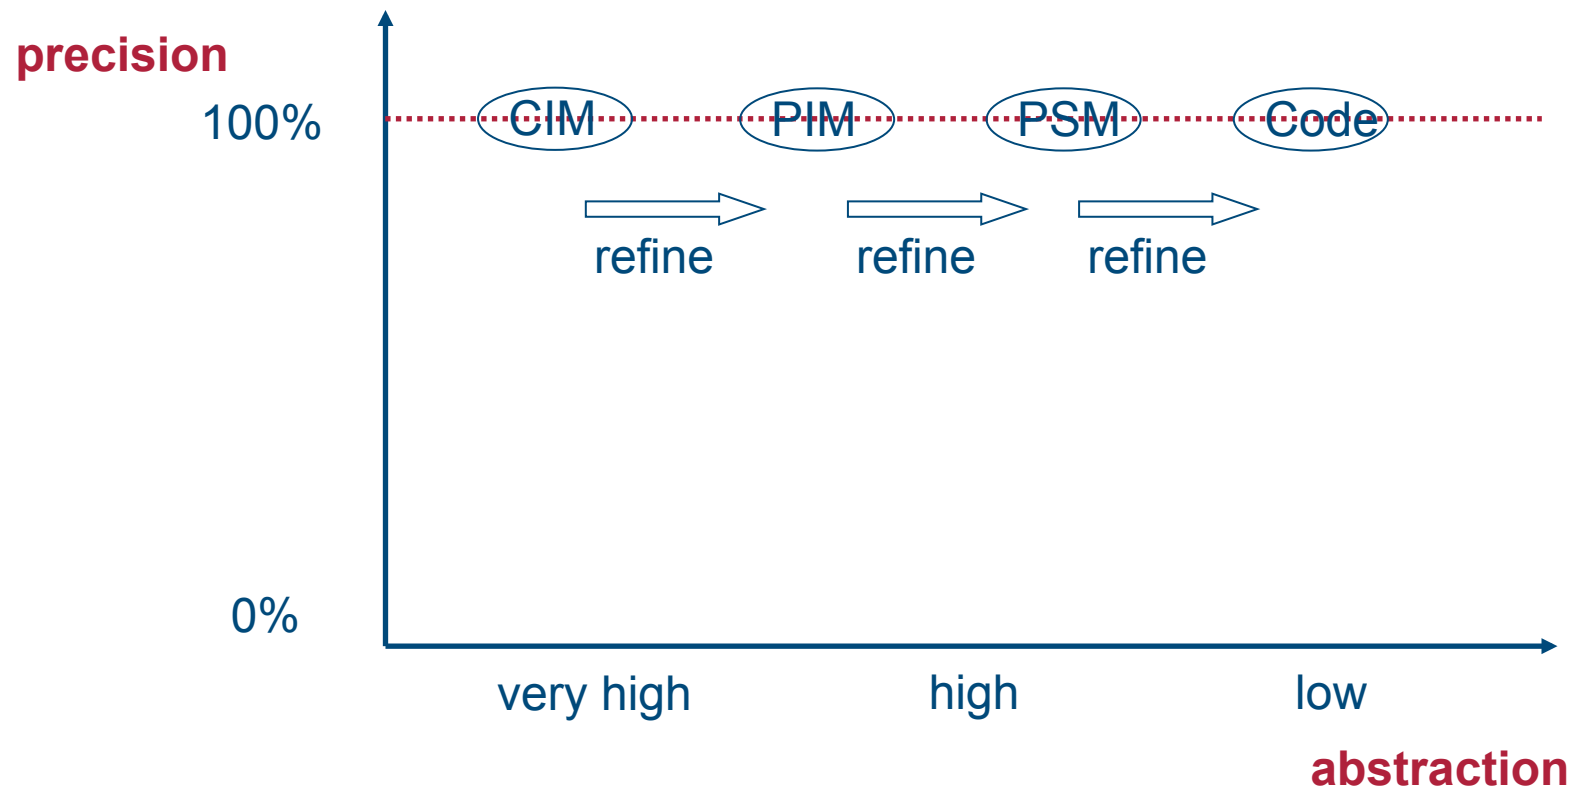 precision
100%
CIM
PIM
PSM
Code
refine
refine
refine
0%
very high
high
low
abstraction